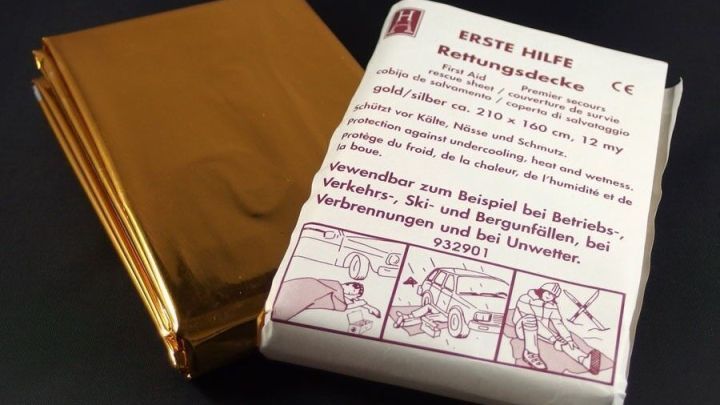 ERSTE HILFE
Rettungsdecke
First Aid Premier secours
rescue sheet / couverture de survie
cobija de salvamento / coperta di salvatoggio
CE
gold/silber ca. 210 x 160 cm, 12 my
Schützt vor Kälte, Nässe und Schmutz.
Protection against undercooling, heat and wetness.
Protège du froid, de la chaleur, de l'humidité et de
la boue.
Vewendbar zum Beispiel bei Betriebs-,
Verkehrs-, Ski- und Bergunfällen, bei
Verbrennungen und bei Unwetter.
932901